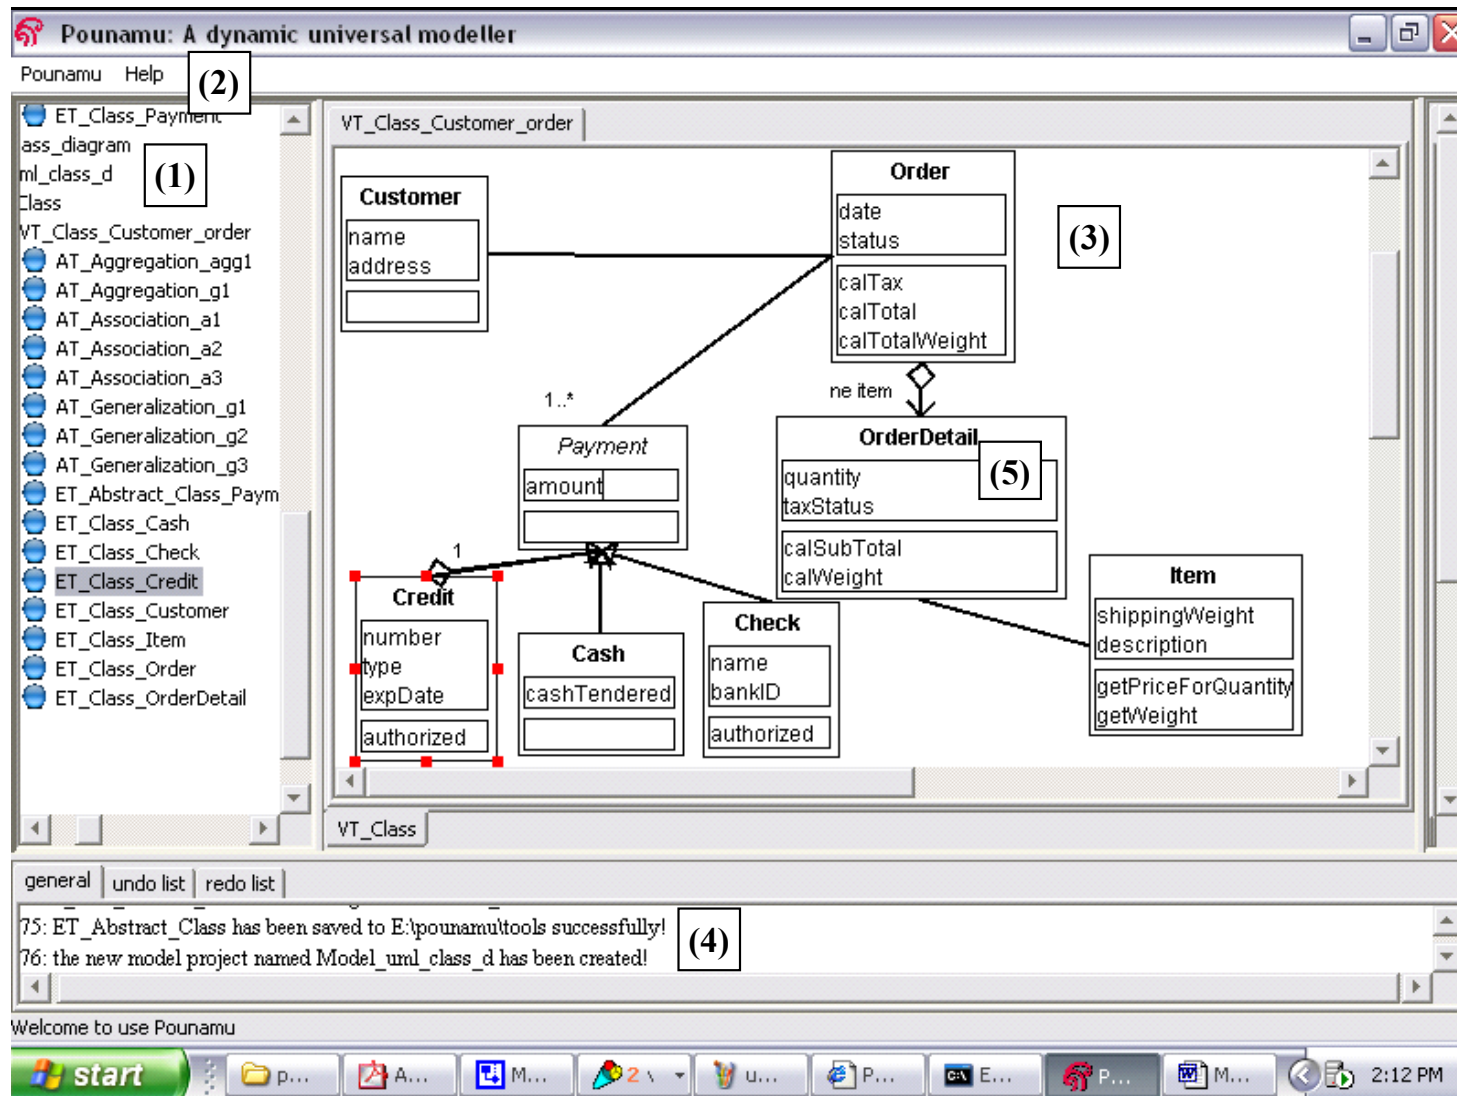 Pounamu: A dynamic universal modeller
Pounamu Help
(2)
ET_Class_Payment
ass_diagram
ml_class_d
(1)
Class
VT_Class_Customer_order
AT_Aggregation_agg1
AT_Aggregation_g1
AT_Association_a1
AT_Association_a2
AT_Association_a3
AT_Generalization_g1
AT_Generalization_g2
AT_Generalization_g3
ET_Abstract_Class_Paym
ET_Class_Cash
ET_Class_Check
ET_Class_Credit
ET_Class_Customer
ET_Class_Item
ET_Class_Order
ET_Class_OrderDetail
VT_Class_Customer_order
Customer
name
address
Order
date
status
calTax
calTotal
calTotalWeight
(3)
1..*
ne item
Payment
amount
OrderDetail
(5)
quantity
taxStatus
calSubTotal
calWeight
1
Credit
number
type
expDate
authorized
Cash
cashTendered
Check
name
bankID
authorized
Item
shippingWeight
description
getPriceForQuantity
getWeight
VT_Class
general undo list redo list
75: ET_Abstract_Class has been saved to E:\pounamu\tools successfully!
76: the new model project named Model_uml_class_d has been created!
(4)
Welcome to use Pounamu
start p... A... M... 2 \ u... P... E... P... M... 2:12 PM